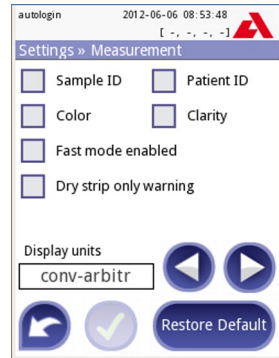 autologin 2012-06-06 08:53:48
[ -, -, -, -]
Settings » Measurement
Sample ID Patient ID
Color Clarity
Fast mode enabled
Dry strip only warning
Display units
conv-arbitr
Restore Default